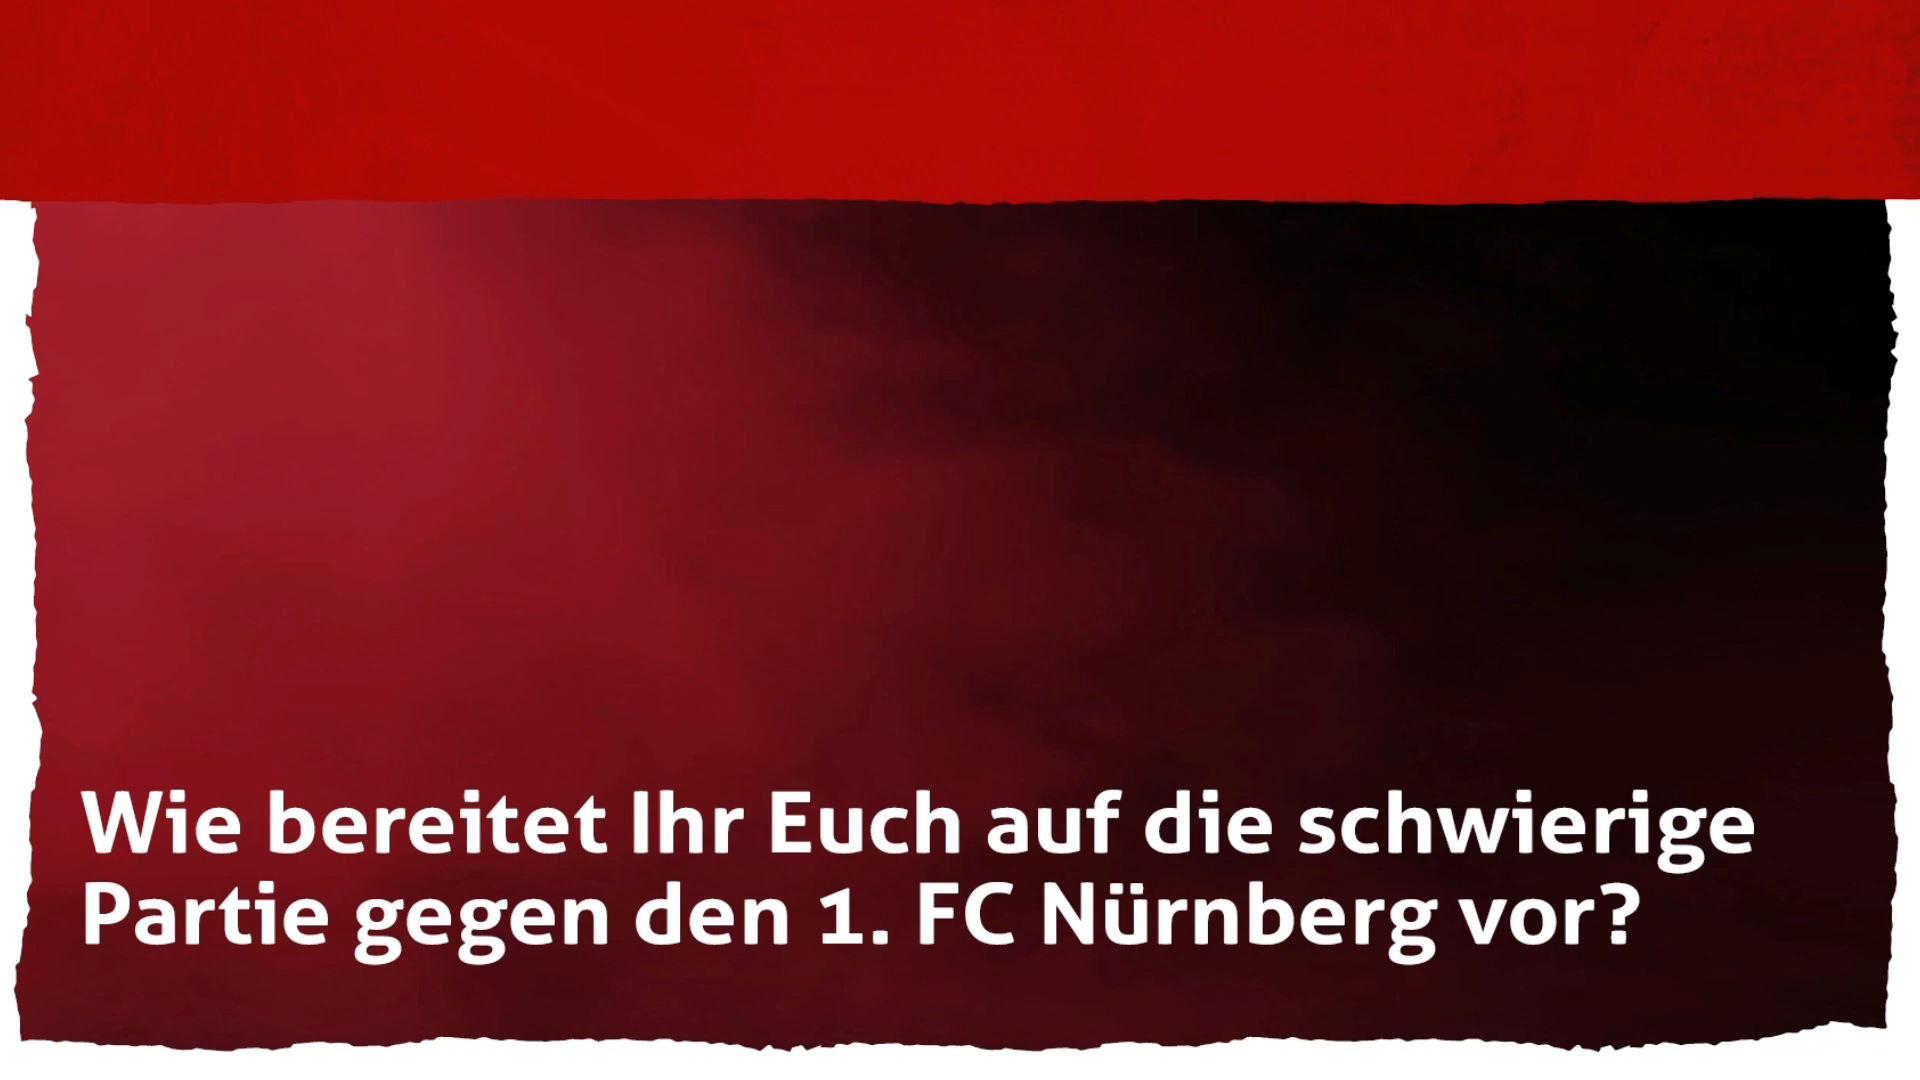 Wie bereitet Ihr Euch auf die schwierige
Partie gegen den 1. FC Nürnberg vor?